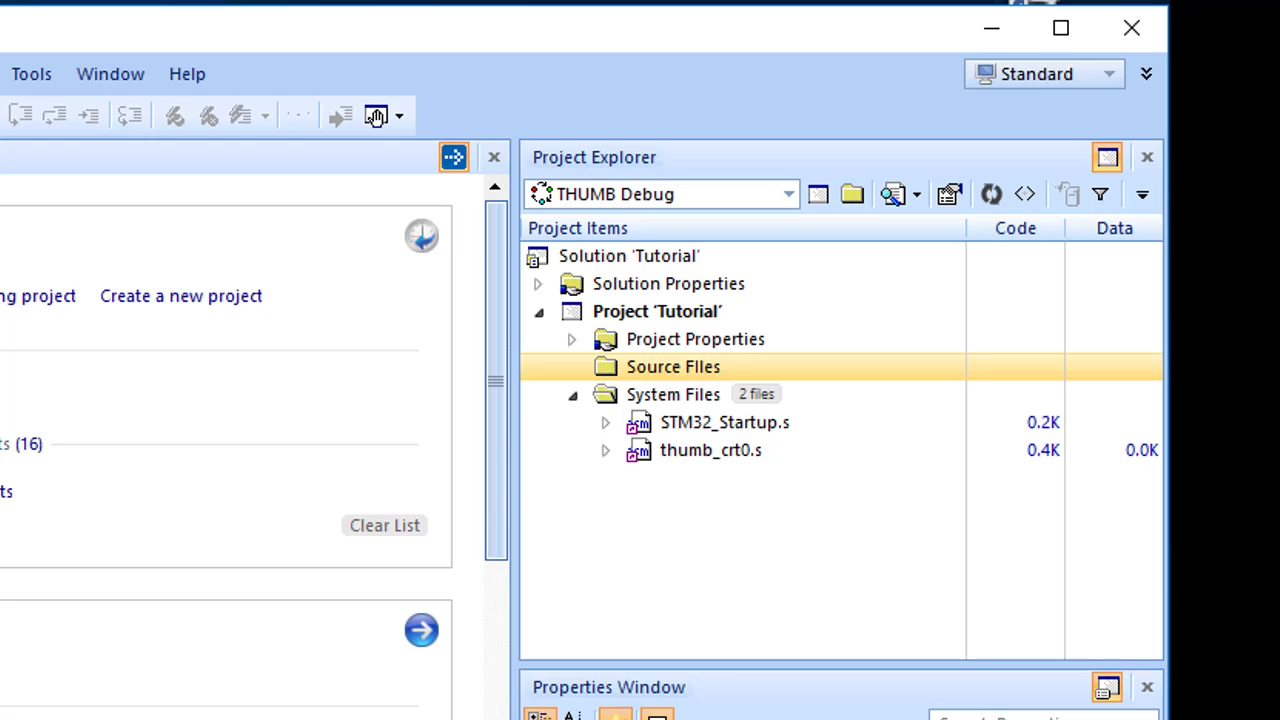 Tools Window Help Standard
Project Explorer
THUMB Debug
Project Items Code Data
Solution 'Tutorial'
Solution Properties
ng project Create a new project
Project 'Tutorial'
Project Properties
Source FIles
System Files 2 files
STM32_Startup.s 0.2K
ts (16)
thumb_crt0.s 0.4K 0.0K
ts
Clear List
Properties Window